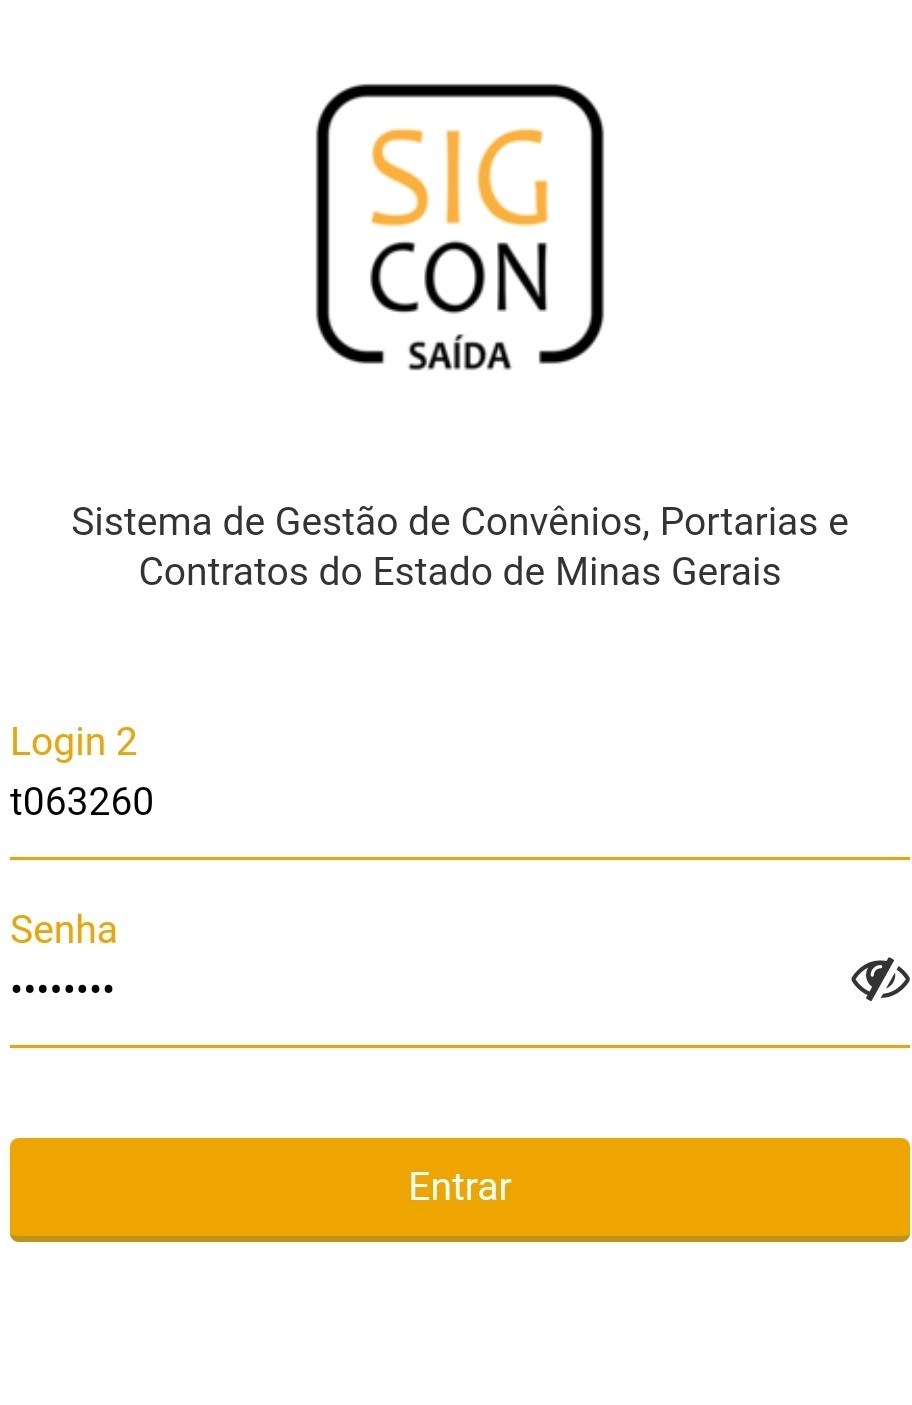 SIG
CON
SAÍDA
Sistema de Gestão de Convênios, Portarias e
Contratos do Estado de Minas Gerais
Login 2
t063260
Senha
••••••••
Entrar